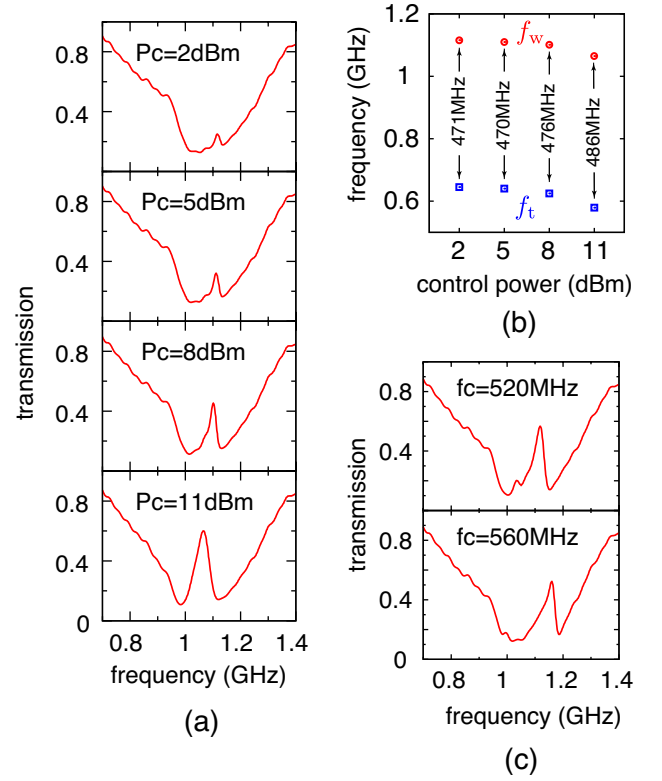 0.8
0.4
Pc=2dBm
0.8
0.4
Pc=5dBm
0.8
0.4
Pc=8dBm
0.8
0.4
0
Pc=11dBm
0.8
1
1.2
1.4
transmission
frequency (GHz)
(a)
1.2
1
0.8
0.6
frequency (GHz)
f_w
471MHz
470MHz
476MHz
486MHz
f_t
2
5
8
11
control power (dBm)
(b)
0.8
0.4
fc=520MHz
0.8
0.4
0
fc=560MHz
0.8
1
1.2
1.4
transmission
frequency (GHz)
(c)